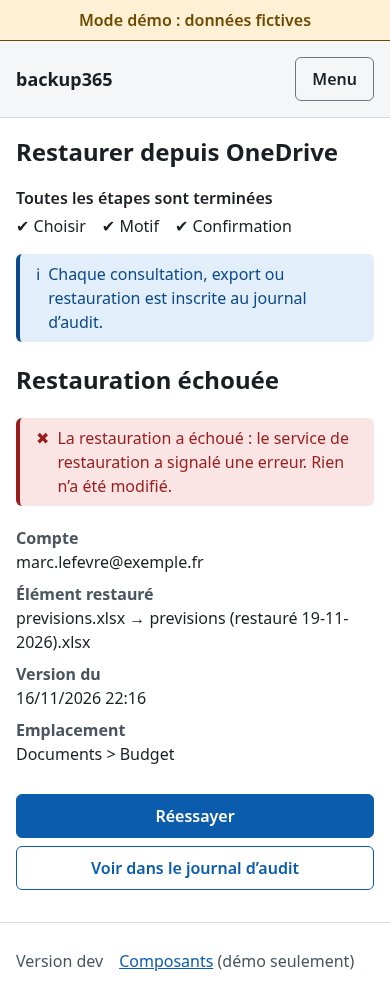 Mode démo : données fictives
backup365
Menu
Restaurer depuis OneDrive
Toutes les étapes sont terminées
✔ Choisir ✔ Motif ✔ Confirmation
i Chaque consultation, export ou
restauration est inscrite au journal
d’audit.
Restauration échouée
✖ La restauration a échoué : le service de
restauration a signalé une erreur. Rien
n’a été modifié.
Compte
marc.lefevre@exemple.fr
Élément restauré
previsions.xlsx → previsions (restauré 19-11-
2026).xlsx
Version du
16/11/2026 22:16
Emplacement
Documents > Budget
Réessayer
Voir dans le journal d’audit
Version dev Composants (démo seulement)